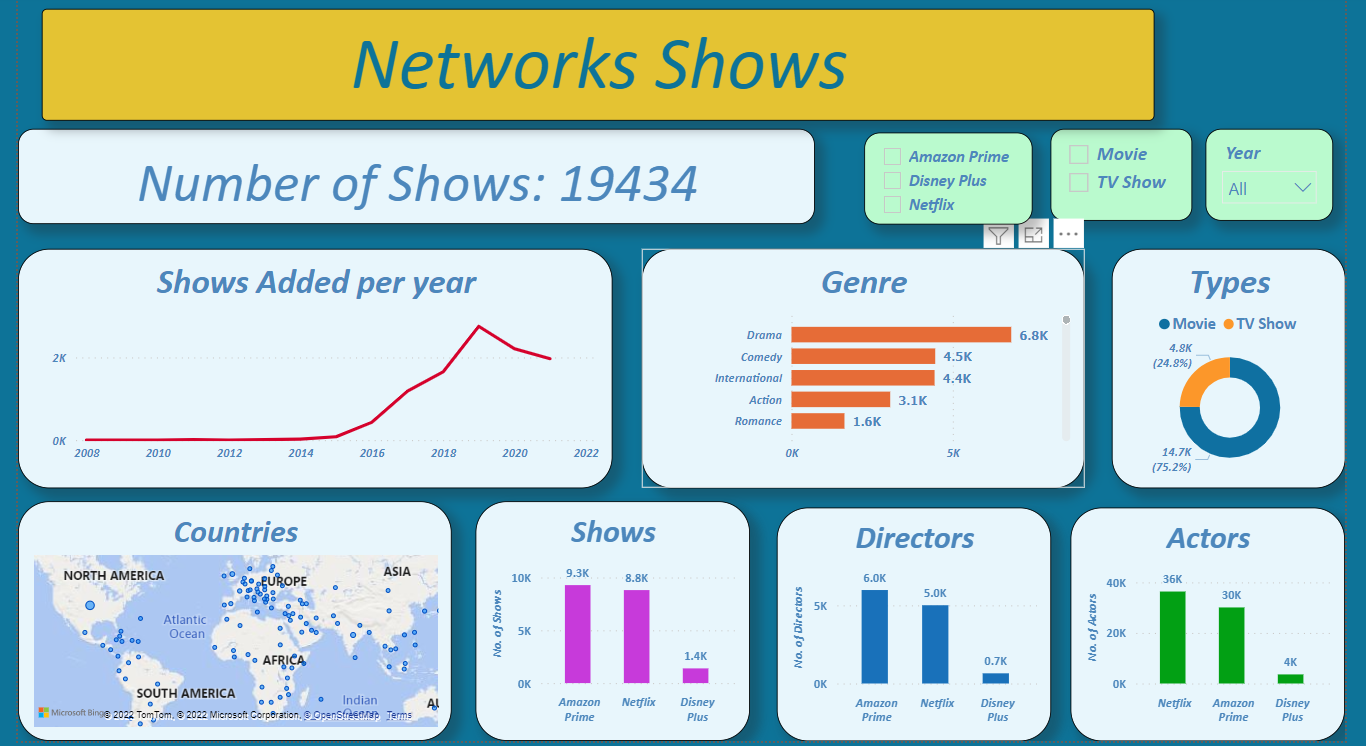 Networks Shows
Number of Shows: 19434
Amazon Prime
Disney Plus
Netflix
Movie
TV Show
Year
All
Shows Added per year
2K
0K
2008 2010 2012 2014 2016 2018 2020 2022
Genre
Drama 6.8K
Comedy 4.5K
International 4.4K
Action 3.1K
Romance 1.6K
0K 5K
Types
Movie TV Show
4.8K
(24.8%)
14.7K
(75.2%)
Countries
NORTH AMERICA
EUROPE
ASIA
Atlantic
Ocean
AFRICA
SOUTH AMERICA
Indian
Ocean
AU
Microsoft Bing
© 2022 TomTom, © 2022 Microsoft Corporation, © OpenStreetMap Terms
Shows
No. of Shows
10K
5K
0K
9.3K
8.8K
1.4K
Amazon
Prime
Netflix
Disney
Plus
Directors
No. of Directors
5K
0K
6.0K
5.0K
0.7K
Amazon
Prime
Netflix
Disney
Plus
Actors
No. of Actors
40K
20K
0K
36K
30K
4K
Netflix
Amazon
Prime
Disney
Plus